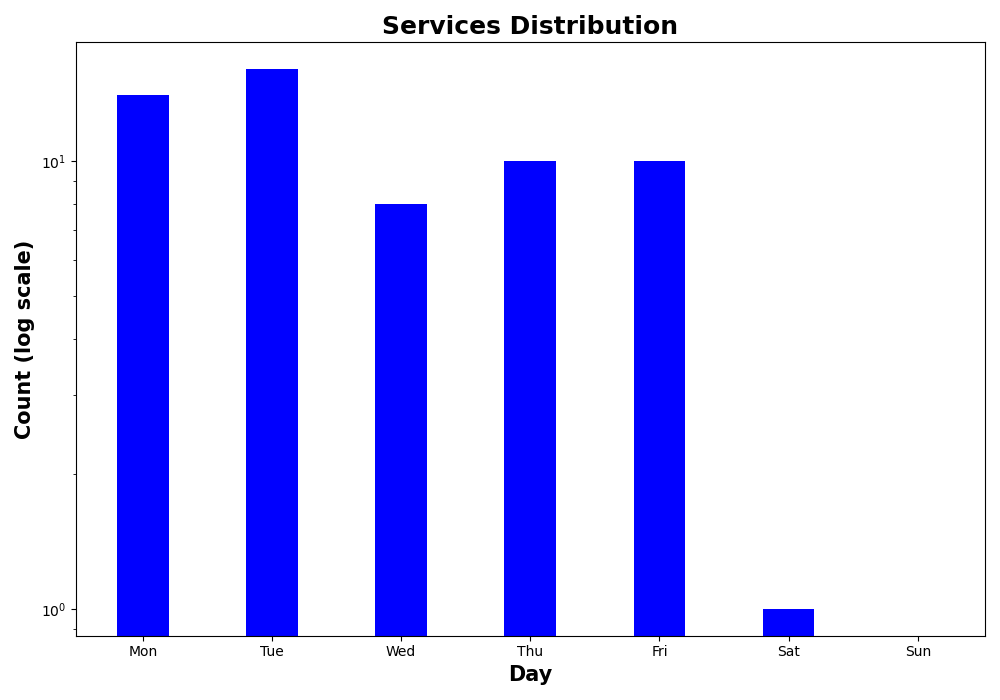 Services Distribution
Count (log scale)
10¹
10⁰
Mon Tue Wed Thu Fri Sat Sun
Day